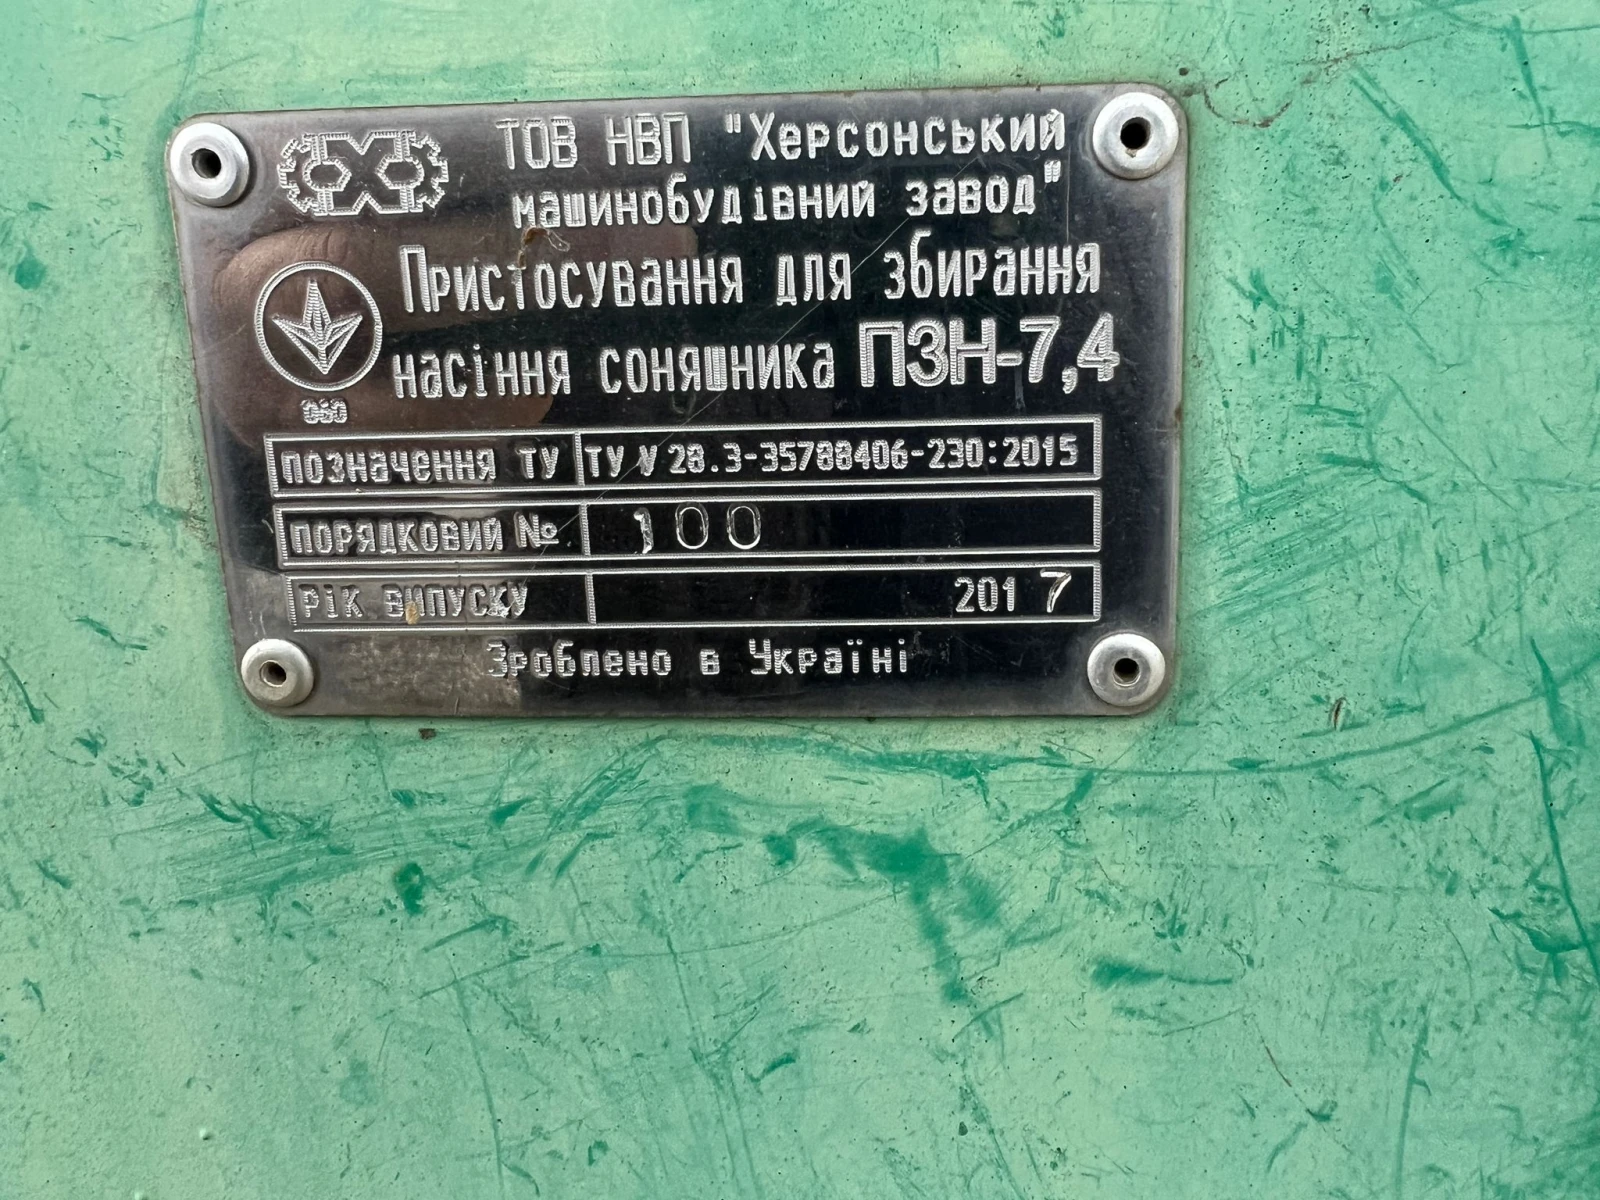 ТОВ НВП "Херсонський
машинобудівний завод"
Пристосування для збирання
насіння соняшника ПЗН-7,4
позначення ТУ ТУ У 28.3-35788406-230:2015
порядковий № 100
Рік випуску 2017
Зроблено в Україні